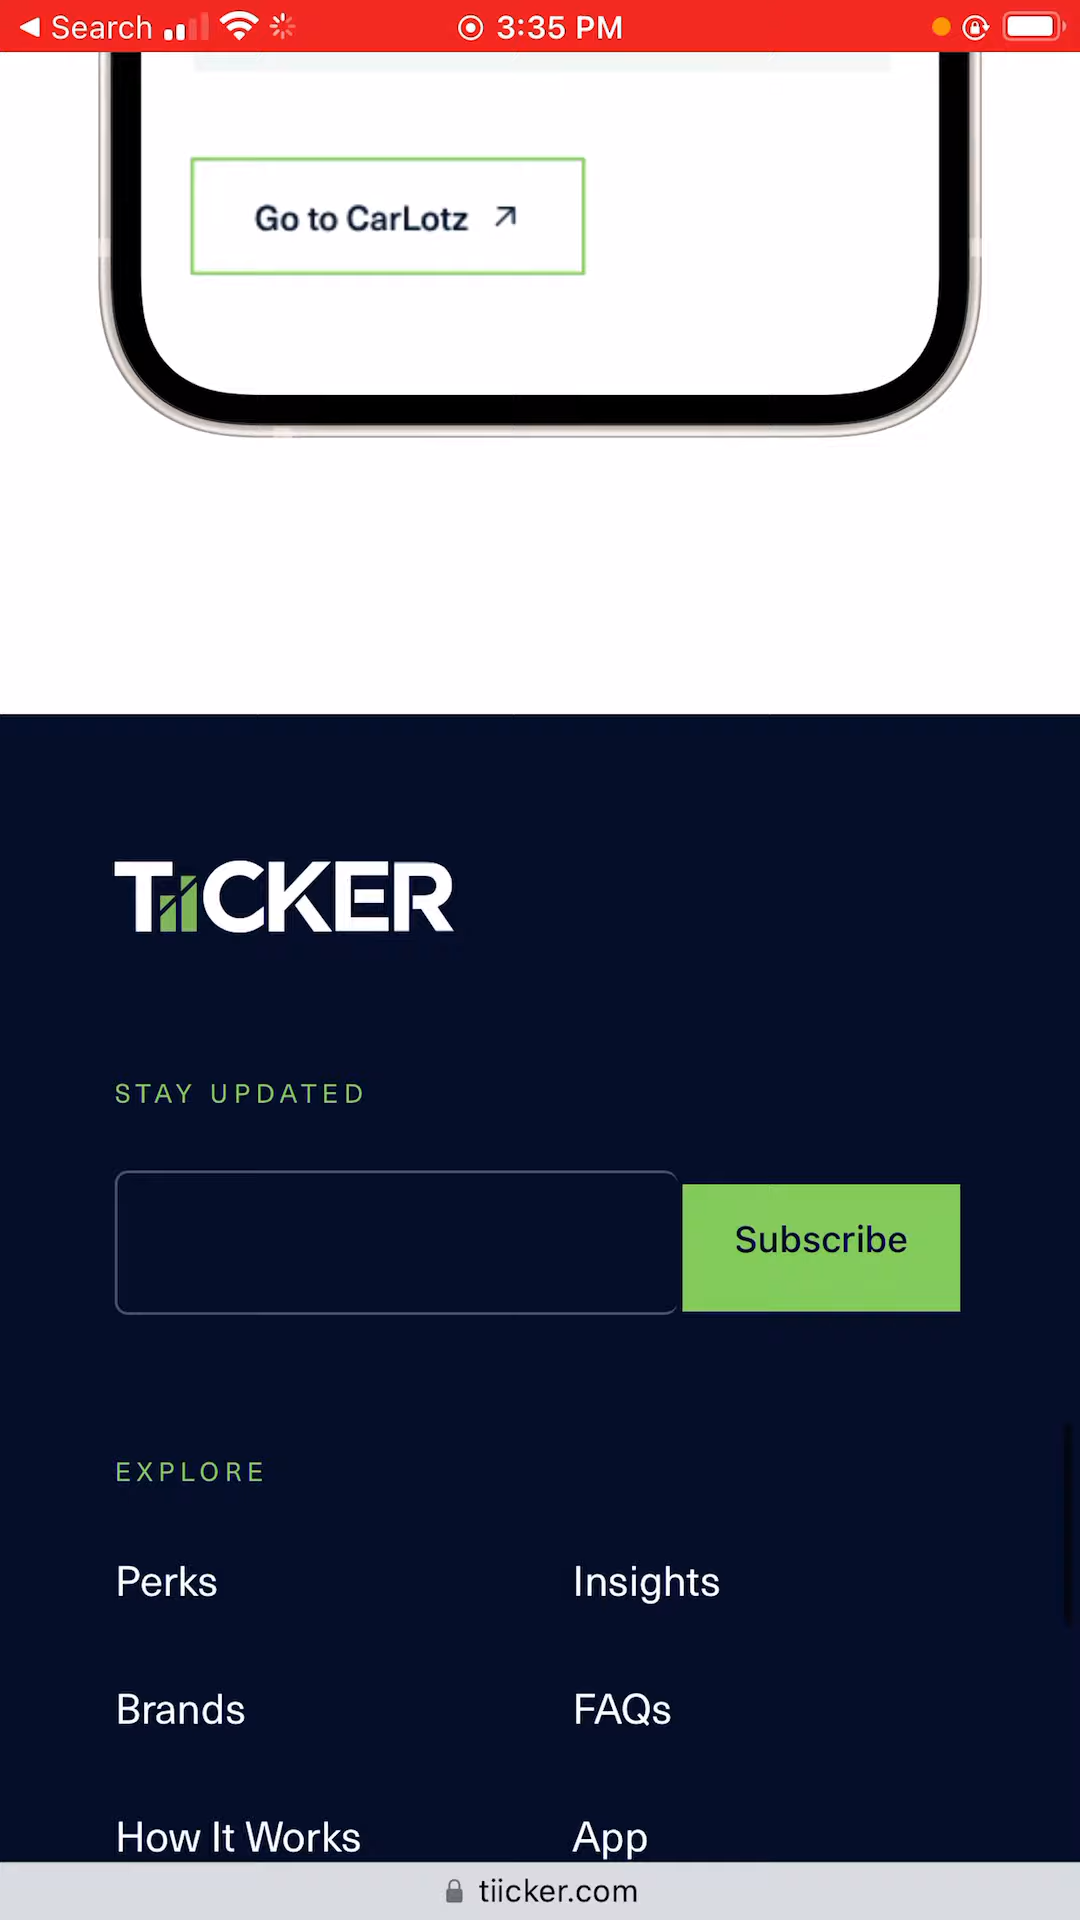 Search
3:35 PM
Go to CarLotz
TiiCKER
STAY UPDATED
Subscribe
EXPLORE
Perks
Insights
Brands
FAQs
How It Works
App
tiicker.com